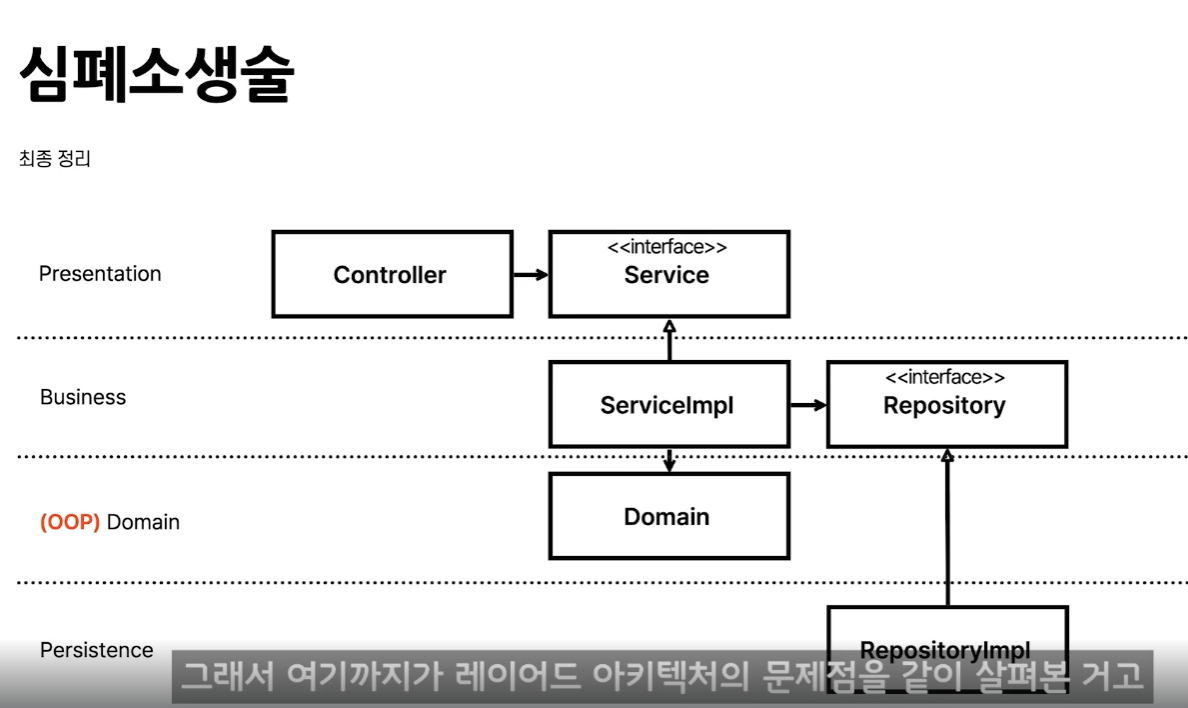 심폐소생술
최종 정리
Presentation
Controller
<<interface>>
Service
Business
ServiceImpl
<<interface>>
Repository
(OOP) Domain
Domain
Persistence
RepositoryImpl
그래서 여기까지가 레이어드 아키텍처의 문제점을 같이 살펴본 거고